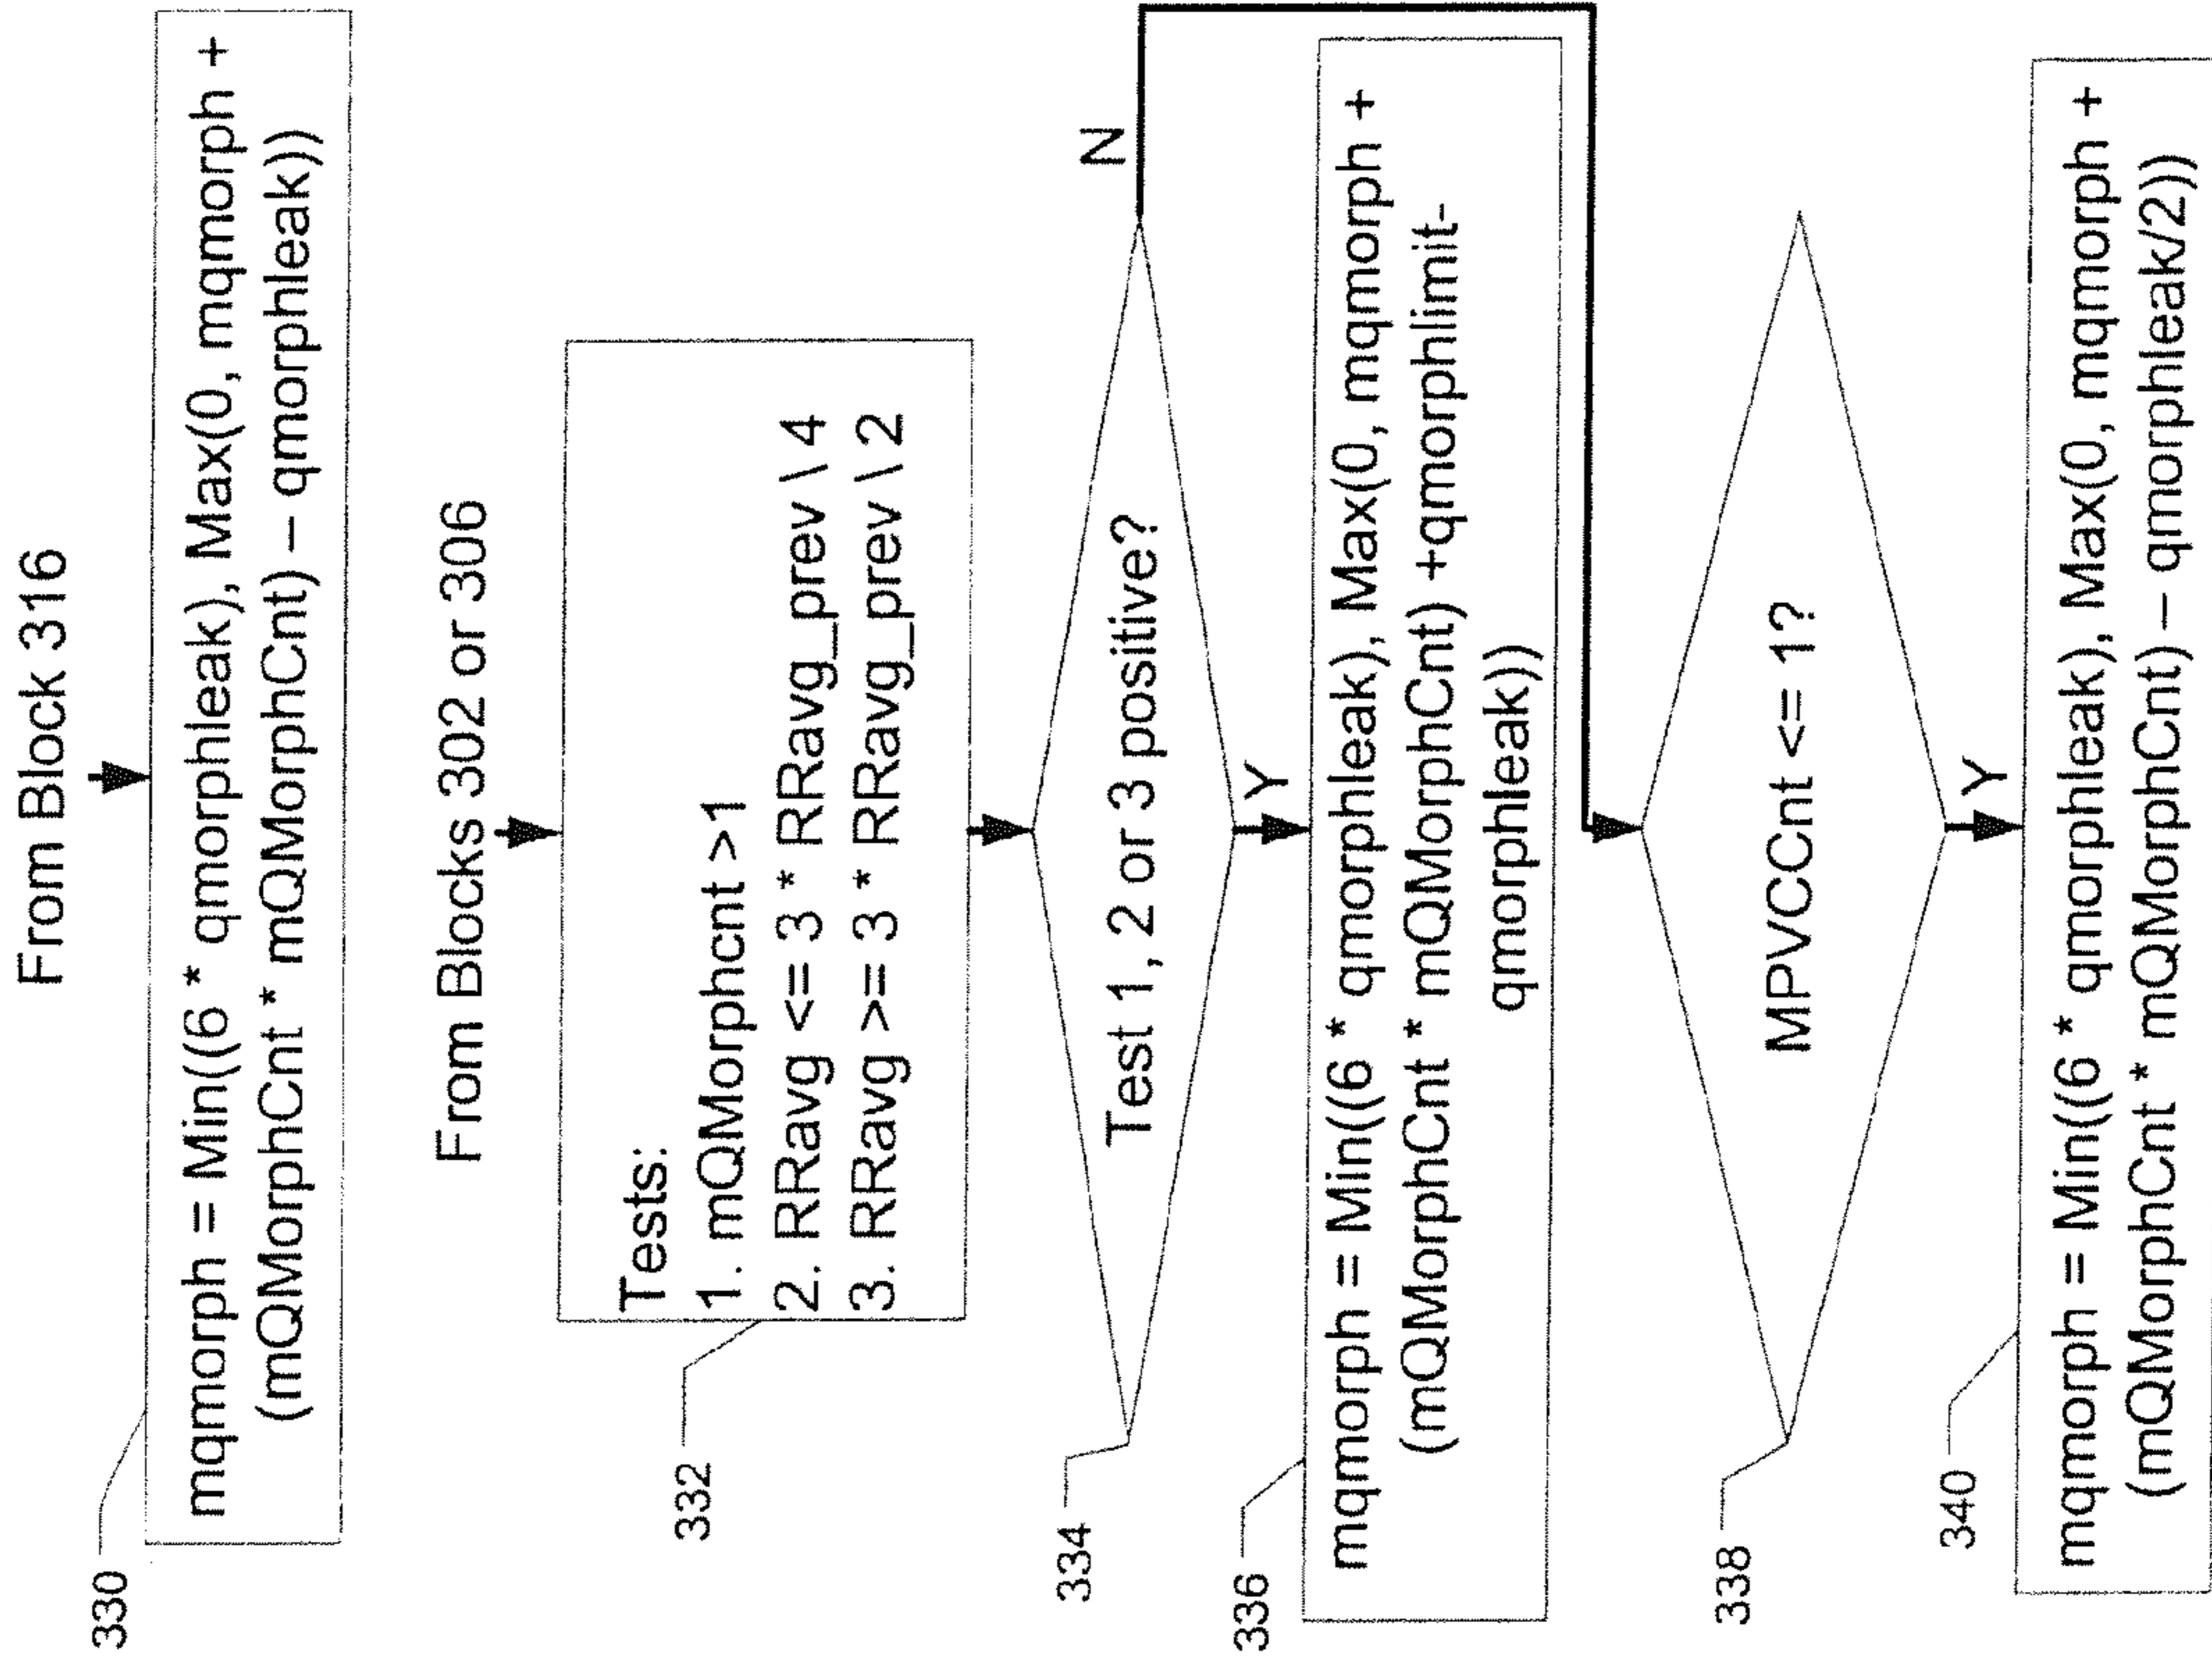 From Block 316
330
mqmorph = Min((6 * qmorphleak), Max(0, mqmorph +
(mQMorphCnt * mQMorphCnt) – qmorphleak))
From Blocks 302 or 306
332
Tests:
1. mQMorphcnt >1
2. RRavg <= 3 * RRavg_prev \ 4
3. RRavg >= 3 * RRavg_prev \ 2
334
Test 1, 2 or 3 positive?
N
Y
336
mqmorph = Min((6 * qmorphleak), Max(0, mqmorph +
(mQMorphCnt * mQMorphCnt) +qmorphlimit-
qmorphleak))
338
MPVCCnt <= 1?
Y
340
mqmorph = Min((6 * qmorphleak), Max(0, mqmorph +
(mQMorphCnt * mQMorphCnt) – qmorphleak/2))